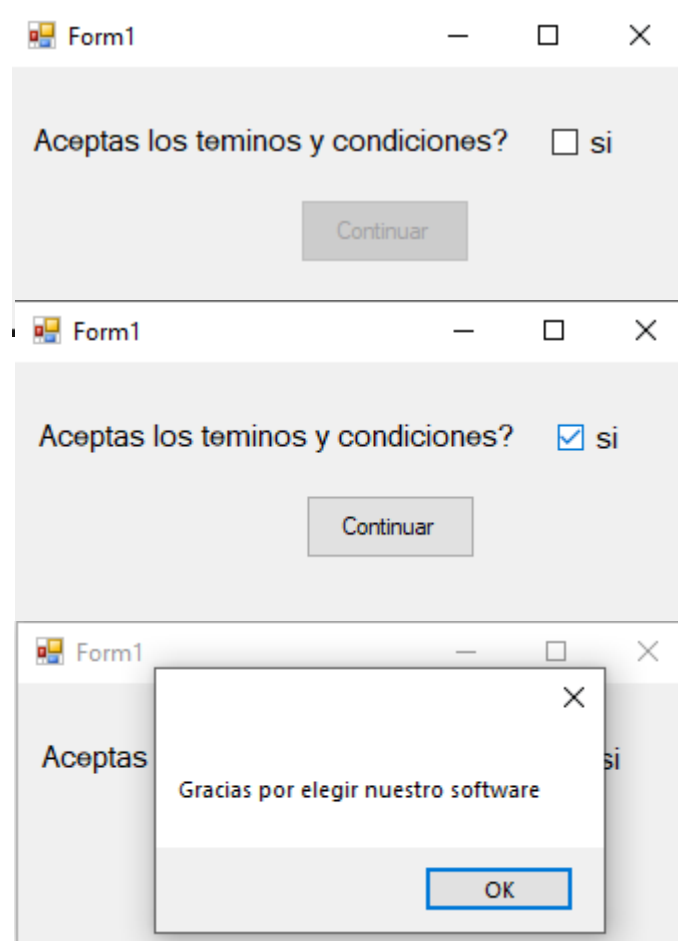 Form1
Aceptas los teminos y condiciones? si
Continuar
Form1
Aceptas los teminos y condiciones? si
Continuar
Form1
Aceptas si
Gracias por elegir nuestro software
OK